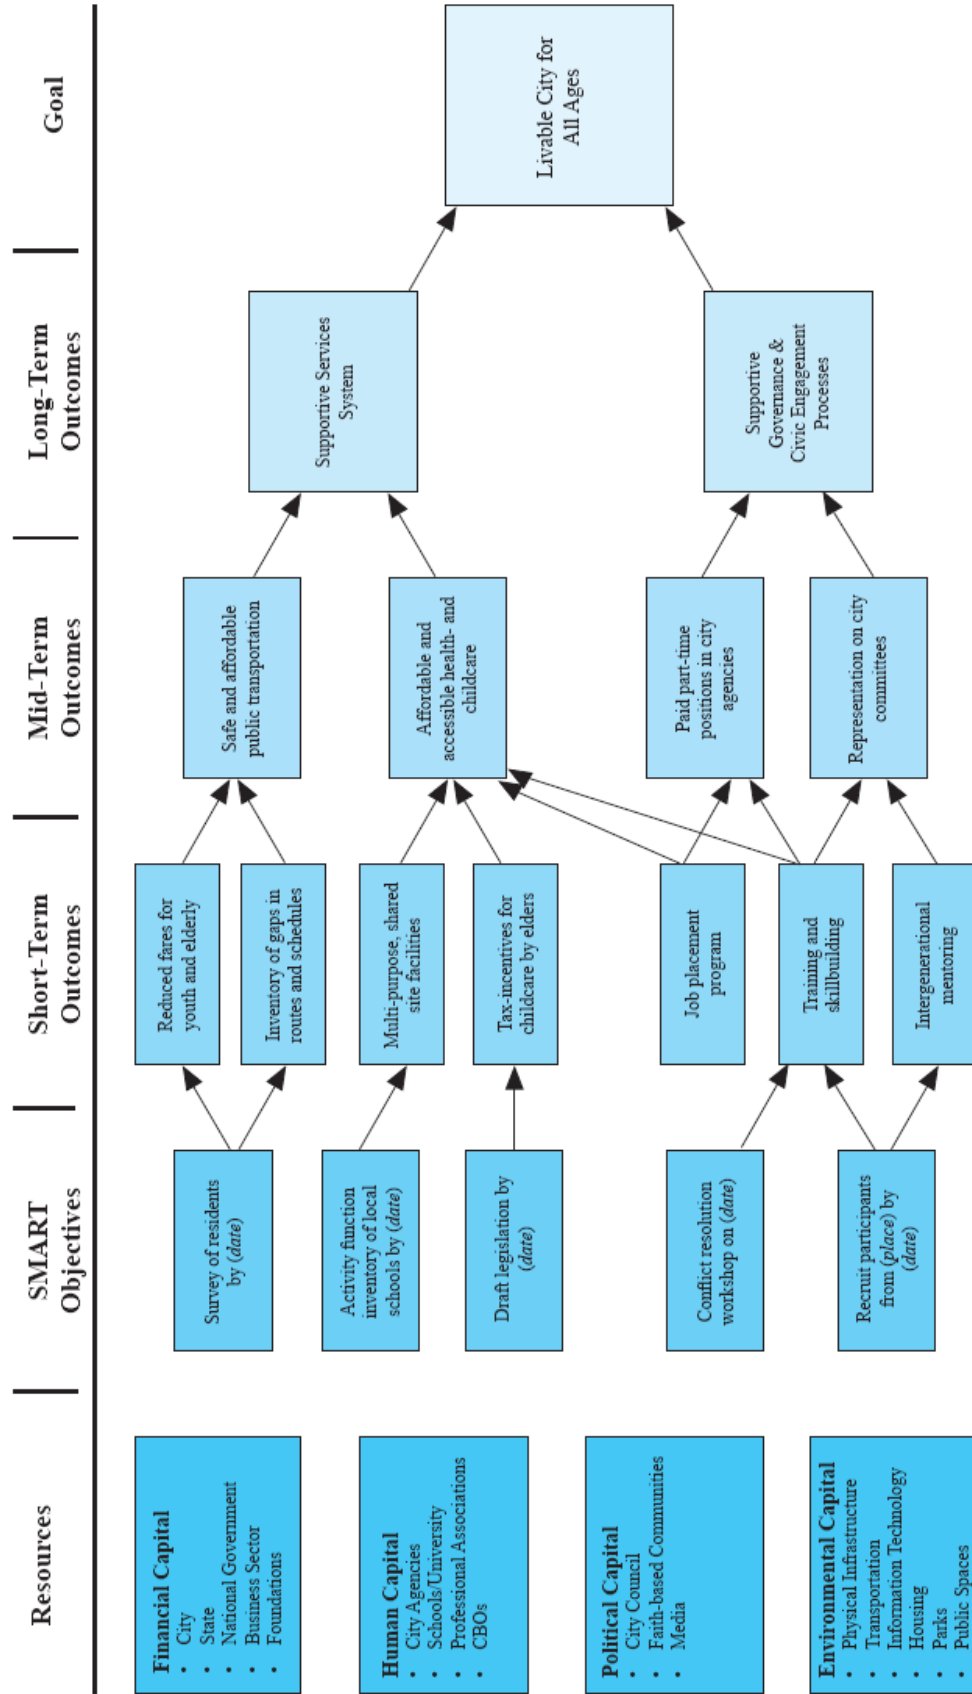 Resources
SMART
Objectives
Short-Term
Outcomes
Mid-Term
Outcomes
Long-Term
Outcomes
Goal
Financial Capital
• City
• State
• National Government
• Business Sector
• Foundations
Human Capital
• City Agencies
• Schools/University
• Professional Associations
• CBOs
Political Capital
• City Council
• Faith-based Communities
• Media
Environmental Capital
• Physical Infrastructure
• Transportation
• Information Technology
• Housing
• Parks
• Public Spaces
Survey of residents
by (date)
Activity function
inventory of local
schools by (date)
Draft legislation by
(date)
Conflict resolution
workshop on (date)
Recruit participants
from (place) by
(date)
Reduced fares for
youth and elderly
Inventory of gaps in
routes and schedules
Multi-purpose, shared
site facilities
Tax-incentives for
childcare by elders
Job placement
program
Training and
skillbuilding
Intergenerational
mentoring
Safe and affordable
public transportation
Affordable and
accessible health- and
childcare
Paid part-time
positions in city
agencies
Representation on city
committees
Supportive Services
System
Supportive
Governance &
Civic Engagement
Processes
Livable City for
All Ages